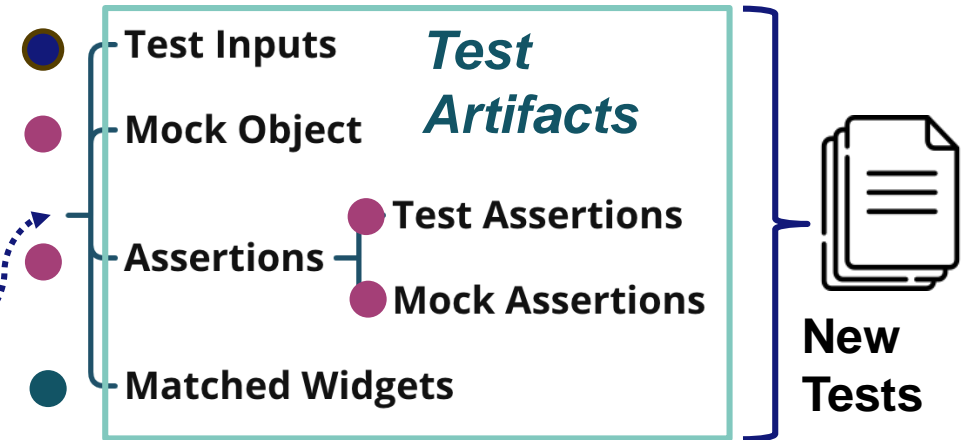 Test Inputs
Test
Artifacts
Mock Object
Test Assertions
Assertions
Mock Assertions
Matched Widgets
New
Tests